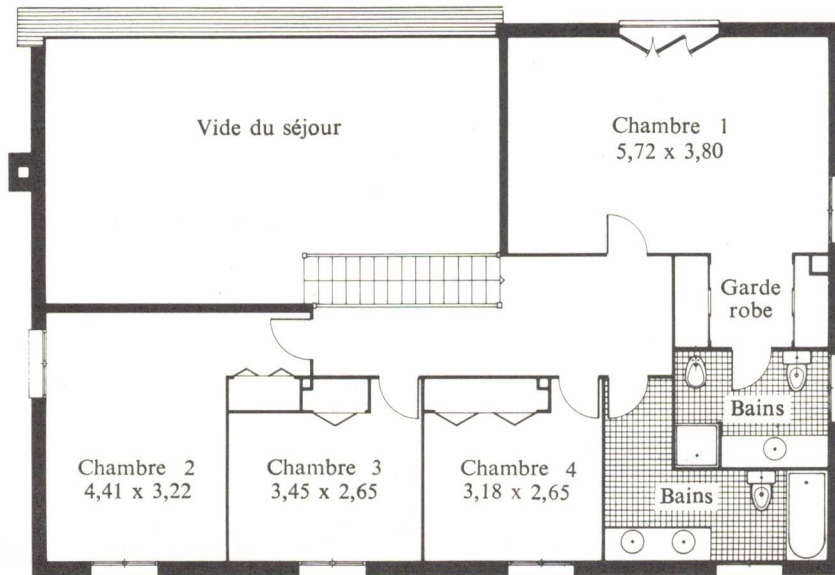 Vide du séjour
Chambre 1
5,72 x 3,80
Garde
robe
Bains
Chambre 2
4,41 x 3,22
Chambre 3
3,45 x 2,65
Chambre 4
3,18 x 2,65
Bains